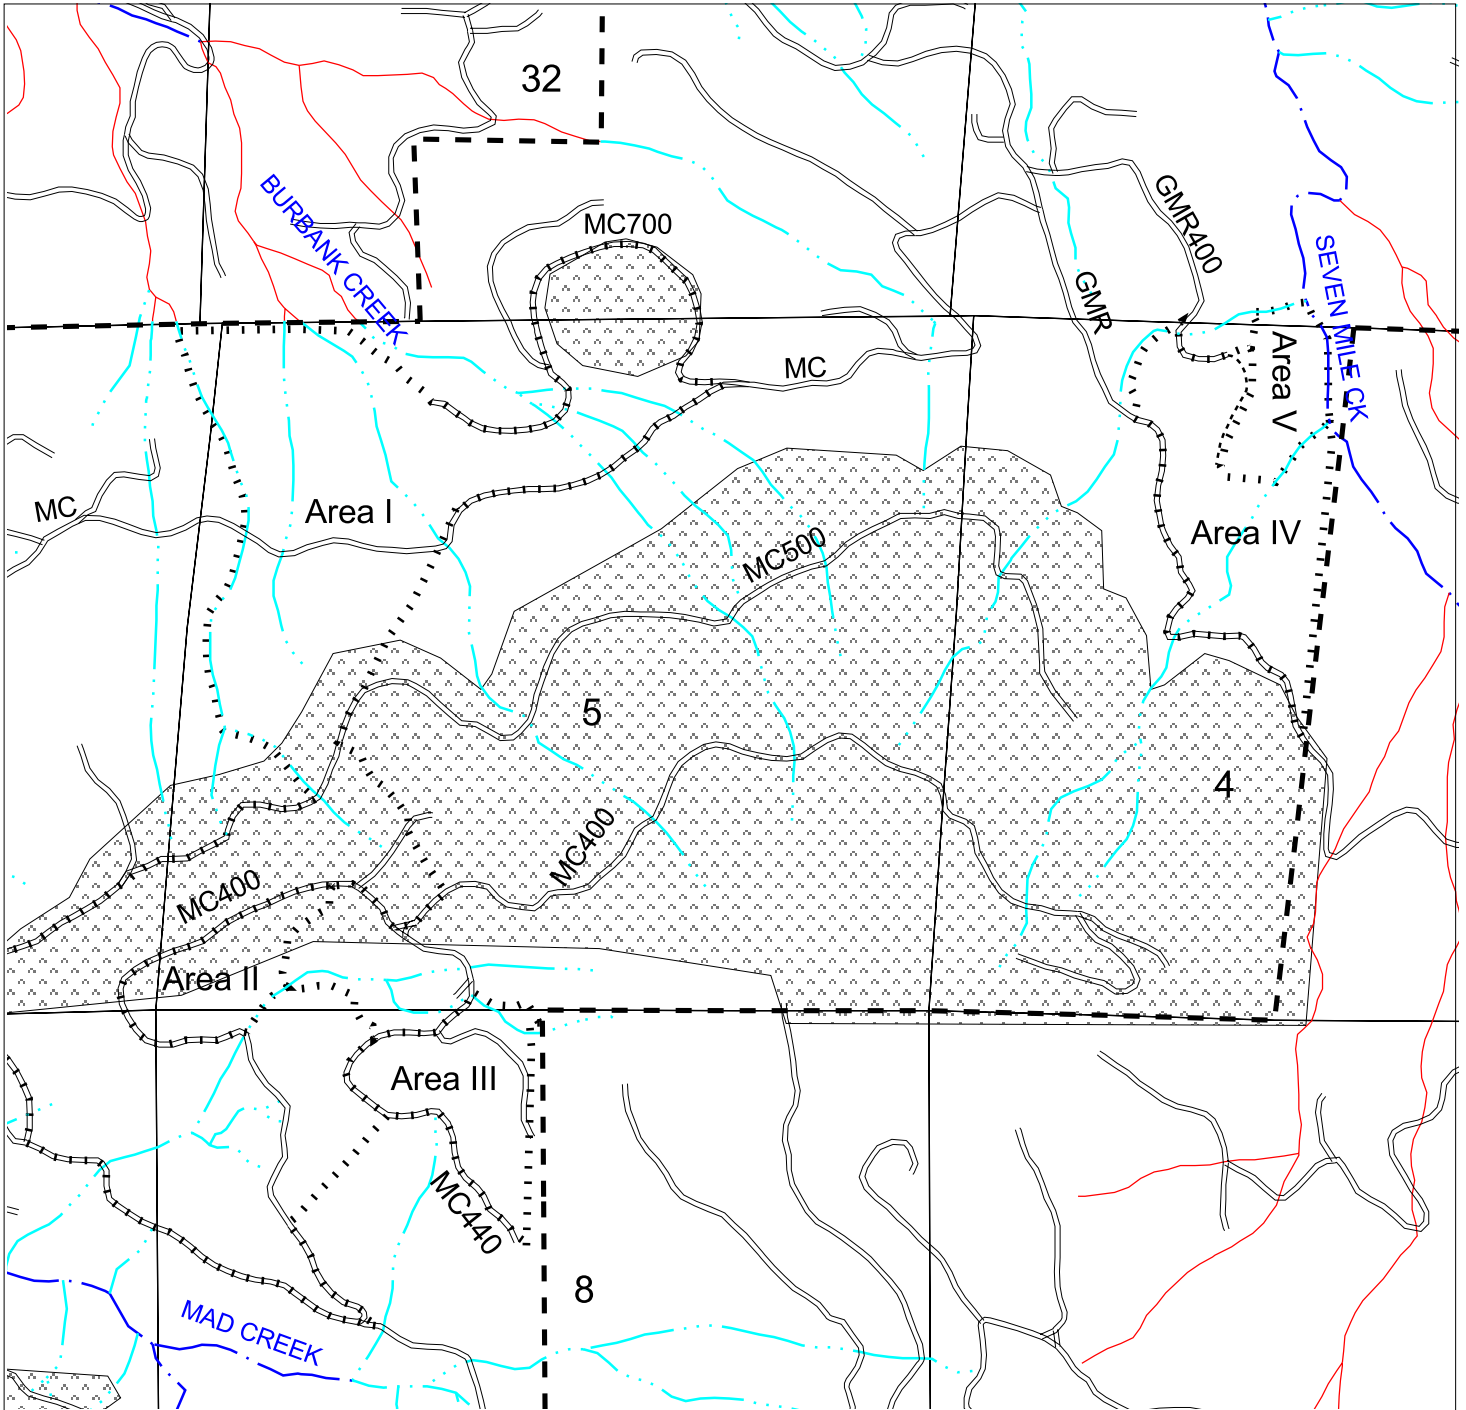 32
BURBANK CREEK
MC700
GMR400
SEVEN MILE CK
GMR
MC
Area V
MC
Area I
Area IV
MC500
5
4
MC400
MC400
Area II
Area III
MC440
8
MAD CREEK